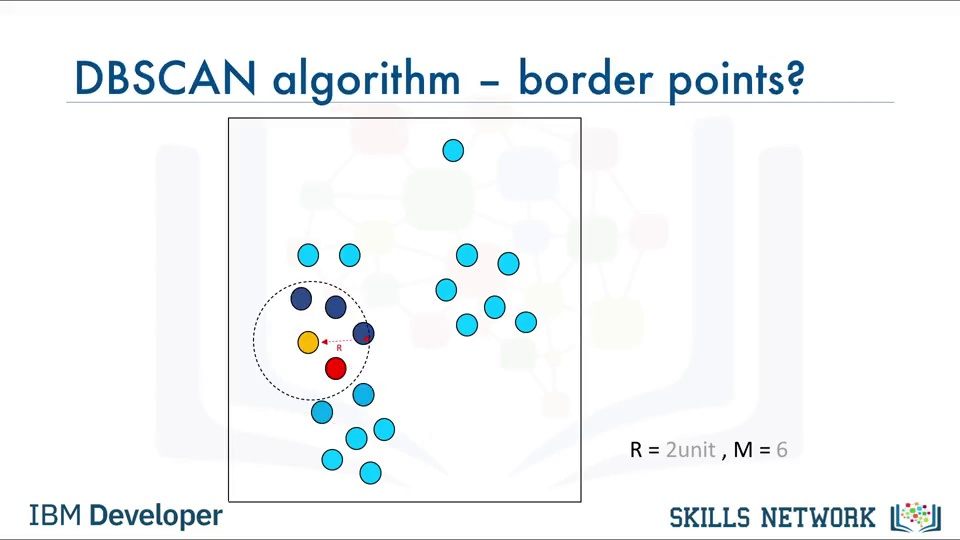 DBSCAN algorithm – border points?
R
R = 2unit , M = 6
IBM Developer
SKILLS NETWORK